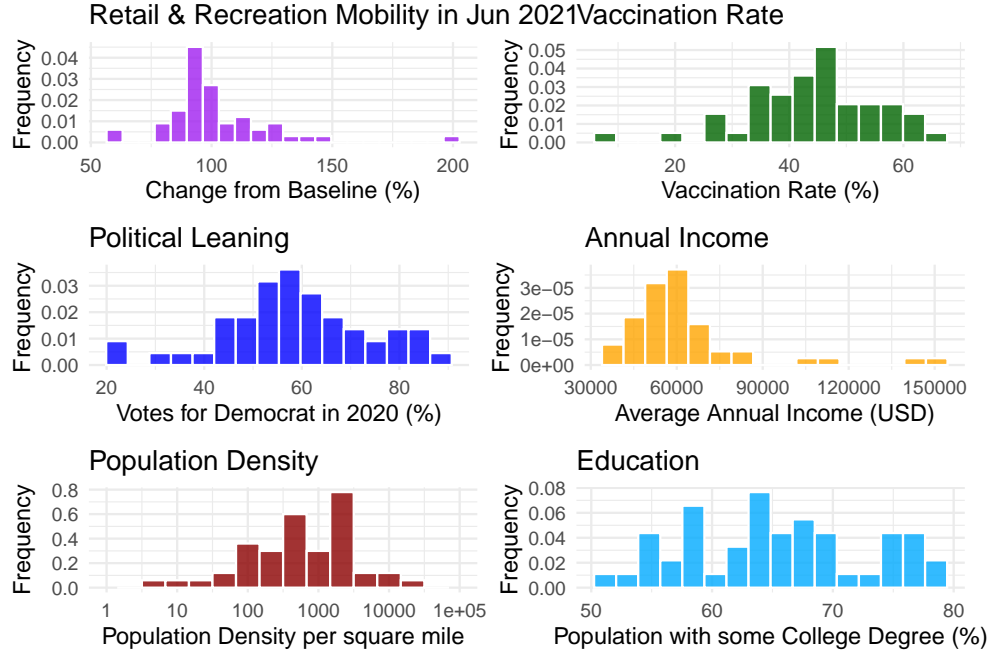 Retail & Recreation Mobility in Jun 2021
Frequency
0.04
0.03
0.02
0.01
0.00
50 100 150 200
Change from Baseline (%)
Vaccination Rate
Frequency
0.05
0.04
0.03
0.02
0.01
0.00
20 40 60
Vaccination Rate (%)
Political Leaning
Frequency
0.03
0.02
0.01
0.00
20 40 60 80
Votes for Democrat in 2020 (%)
Annual Income
Frequency
3e−05
2e−05
1e−05
0e+00
30000 60000 90000 120000 150000
Average Annual Income (USD)
Population Density
Frequency
0.8
0.6
0.4
0.2
0.0
1 10 100 1000 10000 1e+05
Population Density per square mile
Education
Frequency
0.08
0.06
0.04
0.02
0.00
50 60 70 80
Population with some College Degree (%)